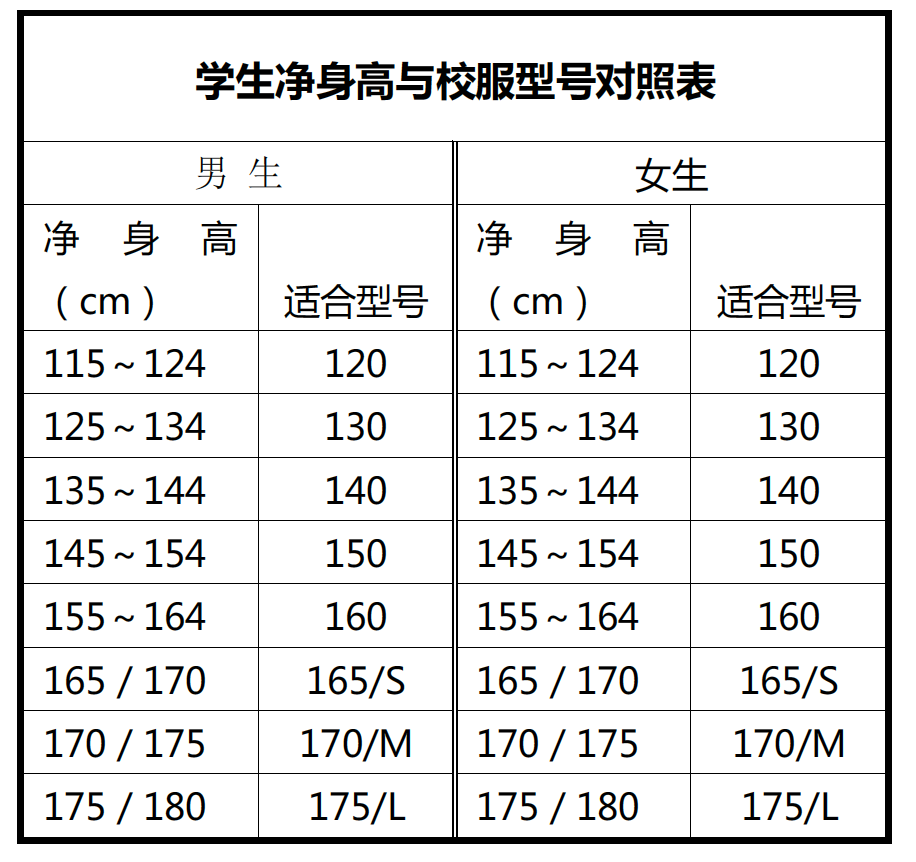 学生净身高与校服型号对照表
男 生 女生
净 身 高 净 身 高
（cm） 适合型号 （cm） 适合型号
115～124 120 115～124 120
125～134 130 125～134 130
135～144 140 135～144 140
145～154 150 145～154 150
155～164 160 155～164 160
165 / 170 165/S 165 / 170 165/S
170 / 175 170/M 170 / 175 170/M
175 / 180 175/L 175 / 180 175/L